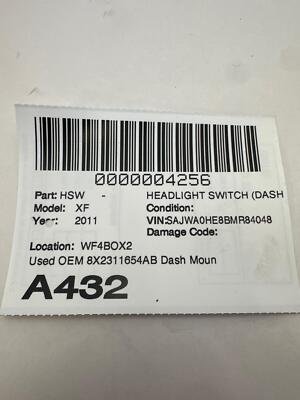 0000004256
Part: HSW - HEADLIGHT SWITCH (DASH
Model: XF Condition:
Year: 2011 VIN:SAJWA0HE8BMR84048
Damage Code:
Location: WF4BOX2
Used OEM 8X2311654AB Dash Moun
A432